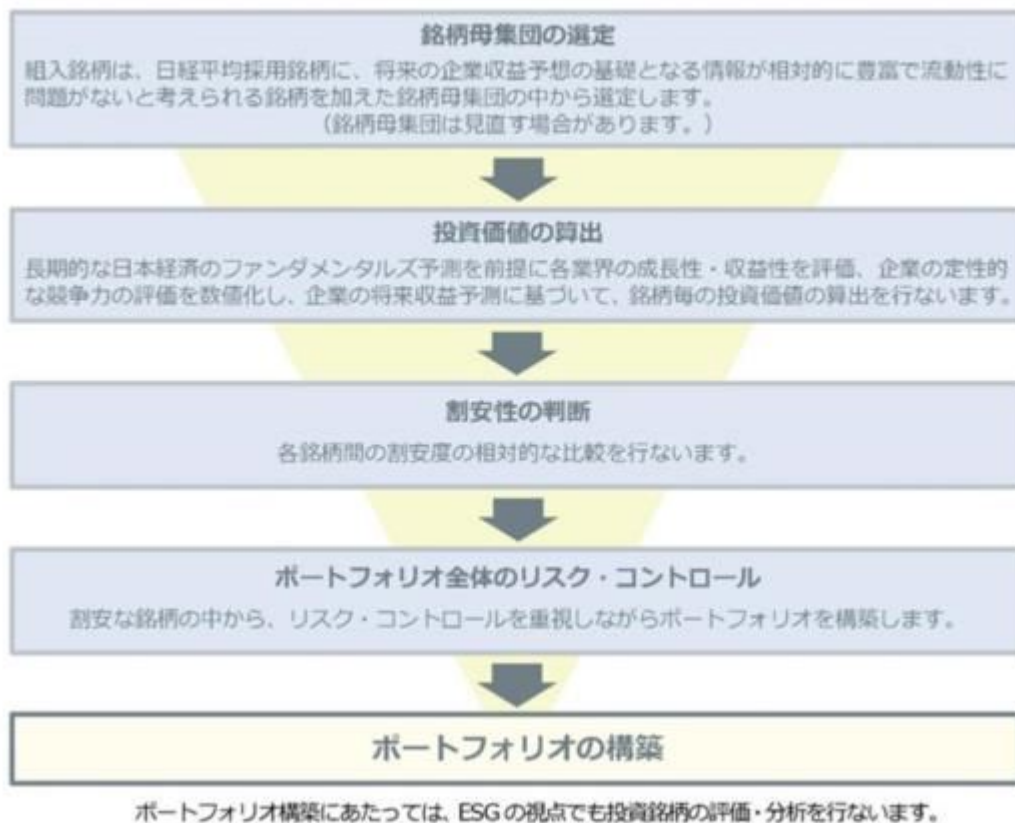 銘柄母集団の選定
組入銘柄は、日経平均採用銘柄に、将来の企業収益予想の基礎となる情報が相対的に豊富で流動性に
問題がないと考えられる銘柄を加えた銘柄母集団の中から選定します。
（銘柄母集団は見直す場合があります。）
投資価値の算出
長期的な日本経済のファンダメンタルズ予測を前提に各業界の成長性・収益性を評価、企業の定性的
な競争力の評価を数値化し、企業の将来収益予測に基づいて、銘柄毎の投資価値の算出を行ないます。
割安性の判断
各銘柄間の割安度の相対的な比較を行ないます。
ポートフォリオ全体のリスク・コントロール
割安な銘柄の中から、リスク・コントロールを重視しながらポートフォリオを構築します。
ポートフォリオの構築
ポートフォリオ構築にあたっては、ESGの視点でも投資銘柄の評価・分析を行ないます。